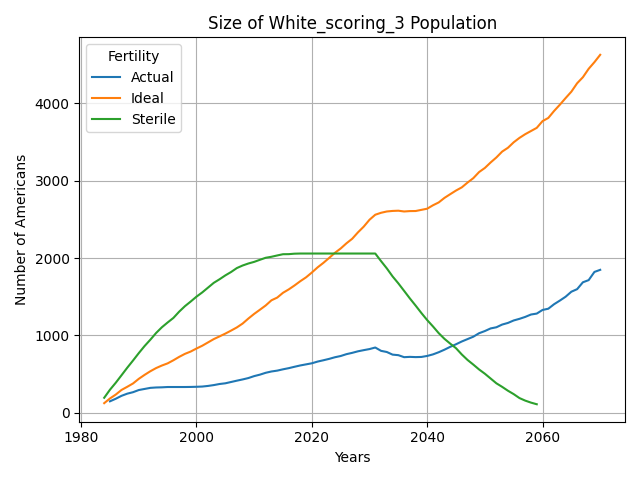 Size of White_scoring_3 Population
Fertility
Actual
Ideal
Sterile
Number of Americans
4000
3000
2000
1000
0
1980
2000
2020
2040
2060
Years